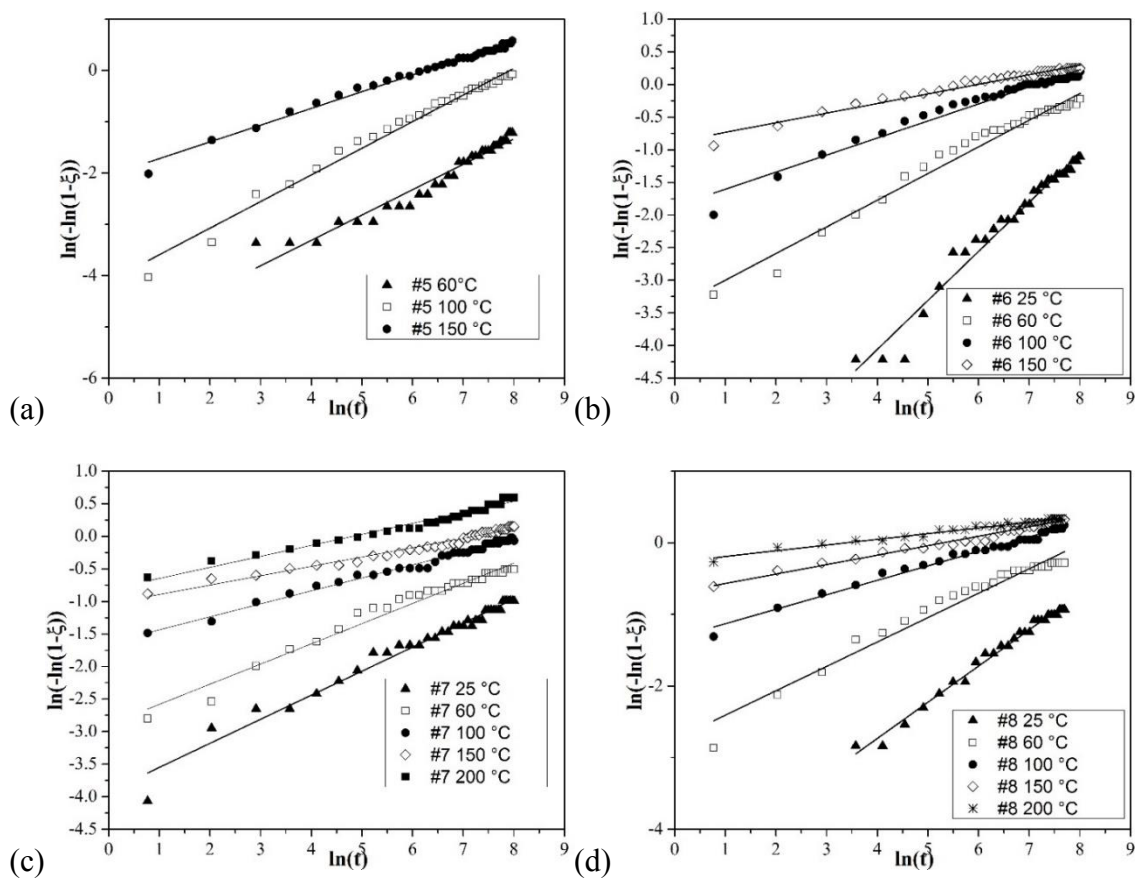 0
-2
-4
-6
0 1 2 3 4 5 6 7 8 9
ln(t)
ln(-ln(1-ξ))
#5 60°C
#5 100 °C
#5 150 °C
(a)
1.0
0.5
0.0
-0.5
-1.0
-1.5
-2.0
-2.5
-3.0
-3.5
-4.0
-4.5
0 1 2 3 4 5 6 7 8 9
ln(t)
ln(-ln(1-ξ))
#6 25 °C
#6 60 °C
#6 100 °C
#6 150 °C
(b)
1.0
0.5
0.0
-0.5
-1.0
-1.5
-2.0
-2.5
-3.0
-3.5
-4.0
-4.5
0 1 2 3 4 5 6 7 8 9
ln(t)
ln(-ln(1-ξ))
#7 25 °C
#7 60 °C
#7 100 °C
#7 150 °C
#7 200 °C
(c)
0
-2
-4
0 1 2 3 4 5 6 7 8 9
ln(t)
ln(-ln(1-ξ))
#8 25 °C
#8 60 °C
#8 100 °C
#8 150 °C
#8 200 °C
(d)